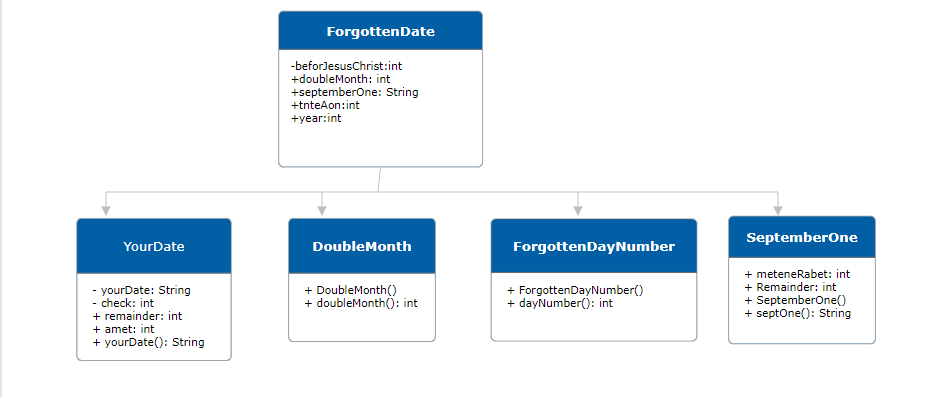 ForgottenDate
-beforJesusChrist:int
+doubleMonth: int
+septemberOne: String
+tnteAon:int
+year:int
YourDate
- yourDate: String
- check: int
+ remainder: int
+ amet: int
+ yourDate(): String
DoubleMonth
+ DoubleMonth()
+ doubleMonth(): int
ForgottenDayNumber
+ ForgottenDayNumber()
+ dayNumber(): int
SeptemberOne
+ meteneRabet: int
+ Remainder: int
+ SeptemberOne()
+ septOne(): String